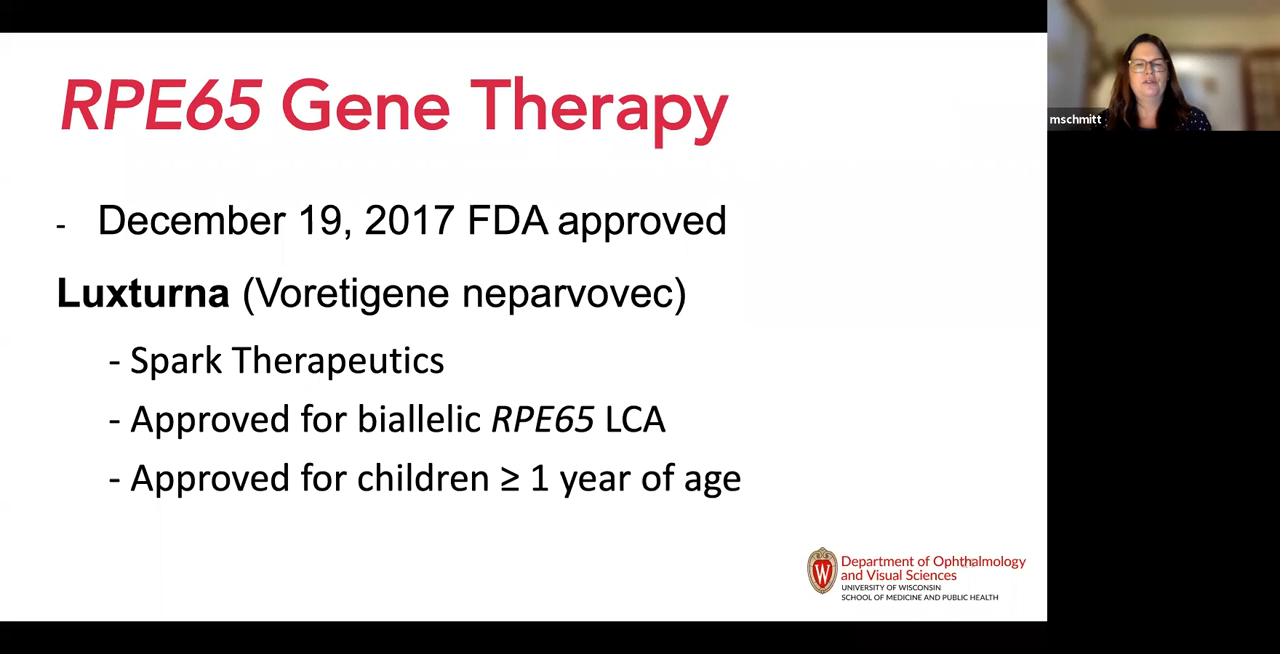 RPE65 Gene Therapy
- December 19, 2017 FDA approved
Luxturna (Voretigene neparvovec)
- Spark Therapeutics
- Approved for biallelic RPE65 LCA
- Approved for children ≥ 1 year of age
W
Department of Ophthalmology
and Visual Sciences
UNIVERSITY OF WISCONSIN
SCHOOL OF MEDICINE AND PUBLIC HEALTH
mschmitt